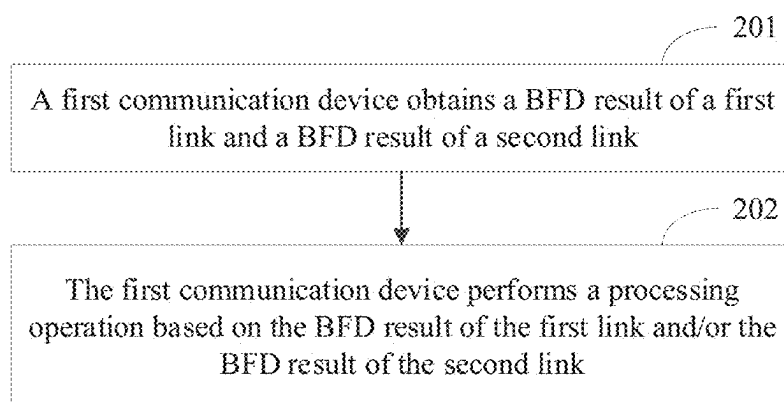 201
A first communication device obtains a BFD result of a first
link and a BFD result of a second link
202
The first communication device performs a processing
operation based on the BFD result of the first link and/or the
BFD result of the second link